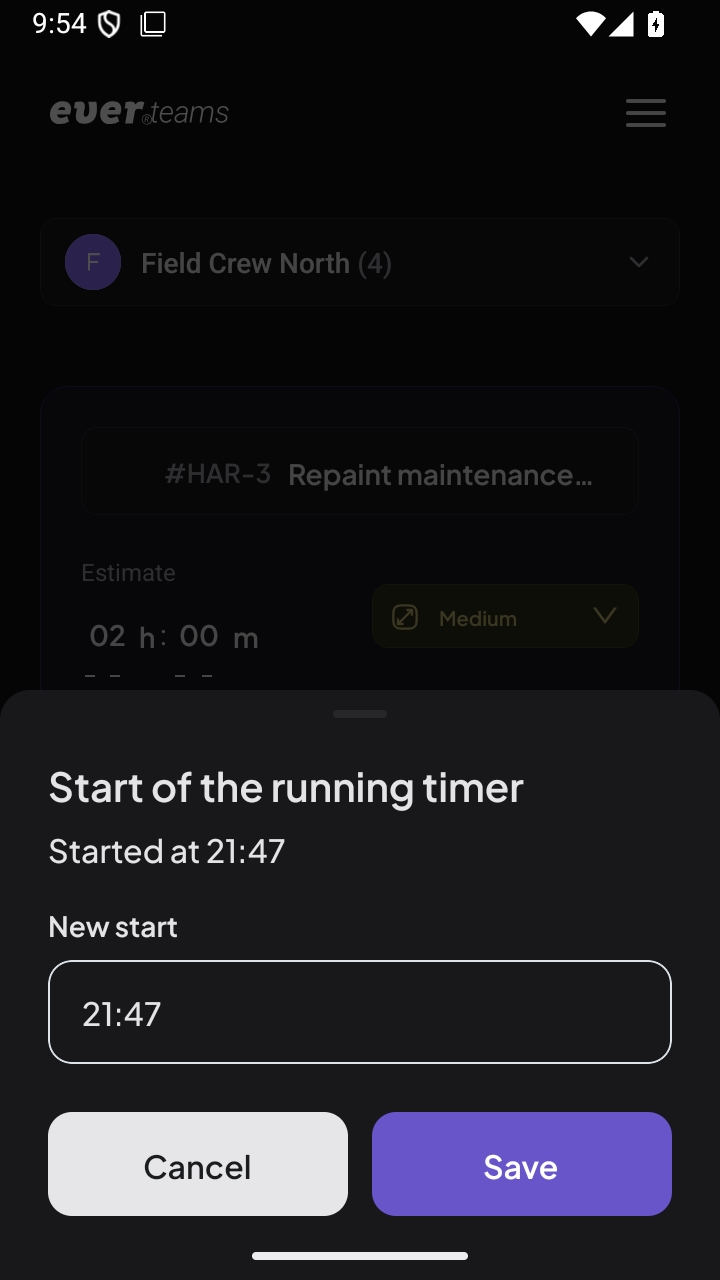 9:54
ever®teams
F Field Crew North (4)
#HAR-3 Repaint maintenance...
Estimate
Medium
02 h : 00 m
Start of the running timer
Started at 21:47
New start
21:47
Cancel Save